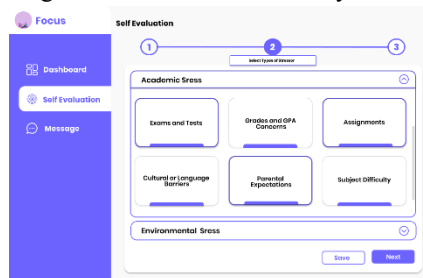 Focus
Self Evaluation
1
2
3
Select Types of Stressor
Dashboard
Self Evaluation
Message
Academic Sress
Exams and Tests
Grades and GPA
Concerns
Assignments
Cultural or Language
Barriers
Parental
Expectations
Subject Difficulty
Environmental Sress
Save
Next